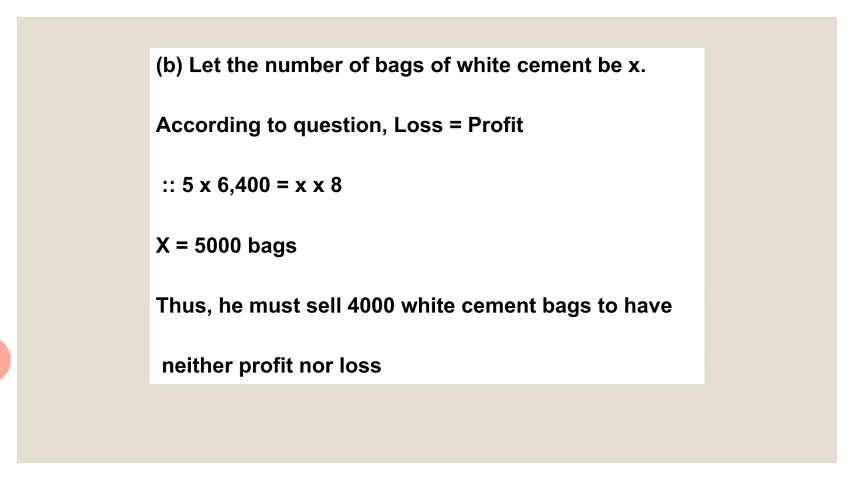 (b) Let the number of bags of white cement be x.
According to question, Loss = Profit
:: 5 x 6,400 = x x 8
X = 5000 bags
Thus, he must sell 4000 white cement bags to have
neither profit nor loss